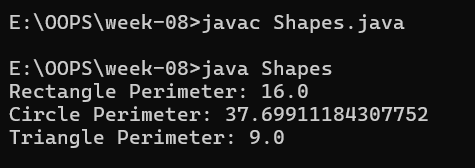 E:\OOPS\week-08>javac Shapes.java
E:\OOPS\week-08>java Shapes
Rectangle Perimeter: 16.0
Circle Perimeter: 37.69911184307752
Triangle Perimeter: 9.0